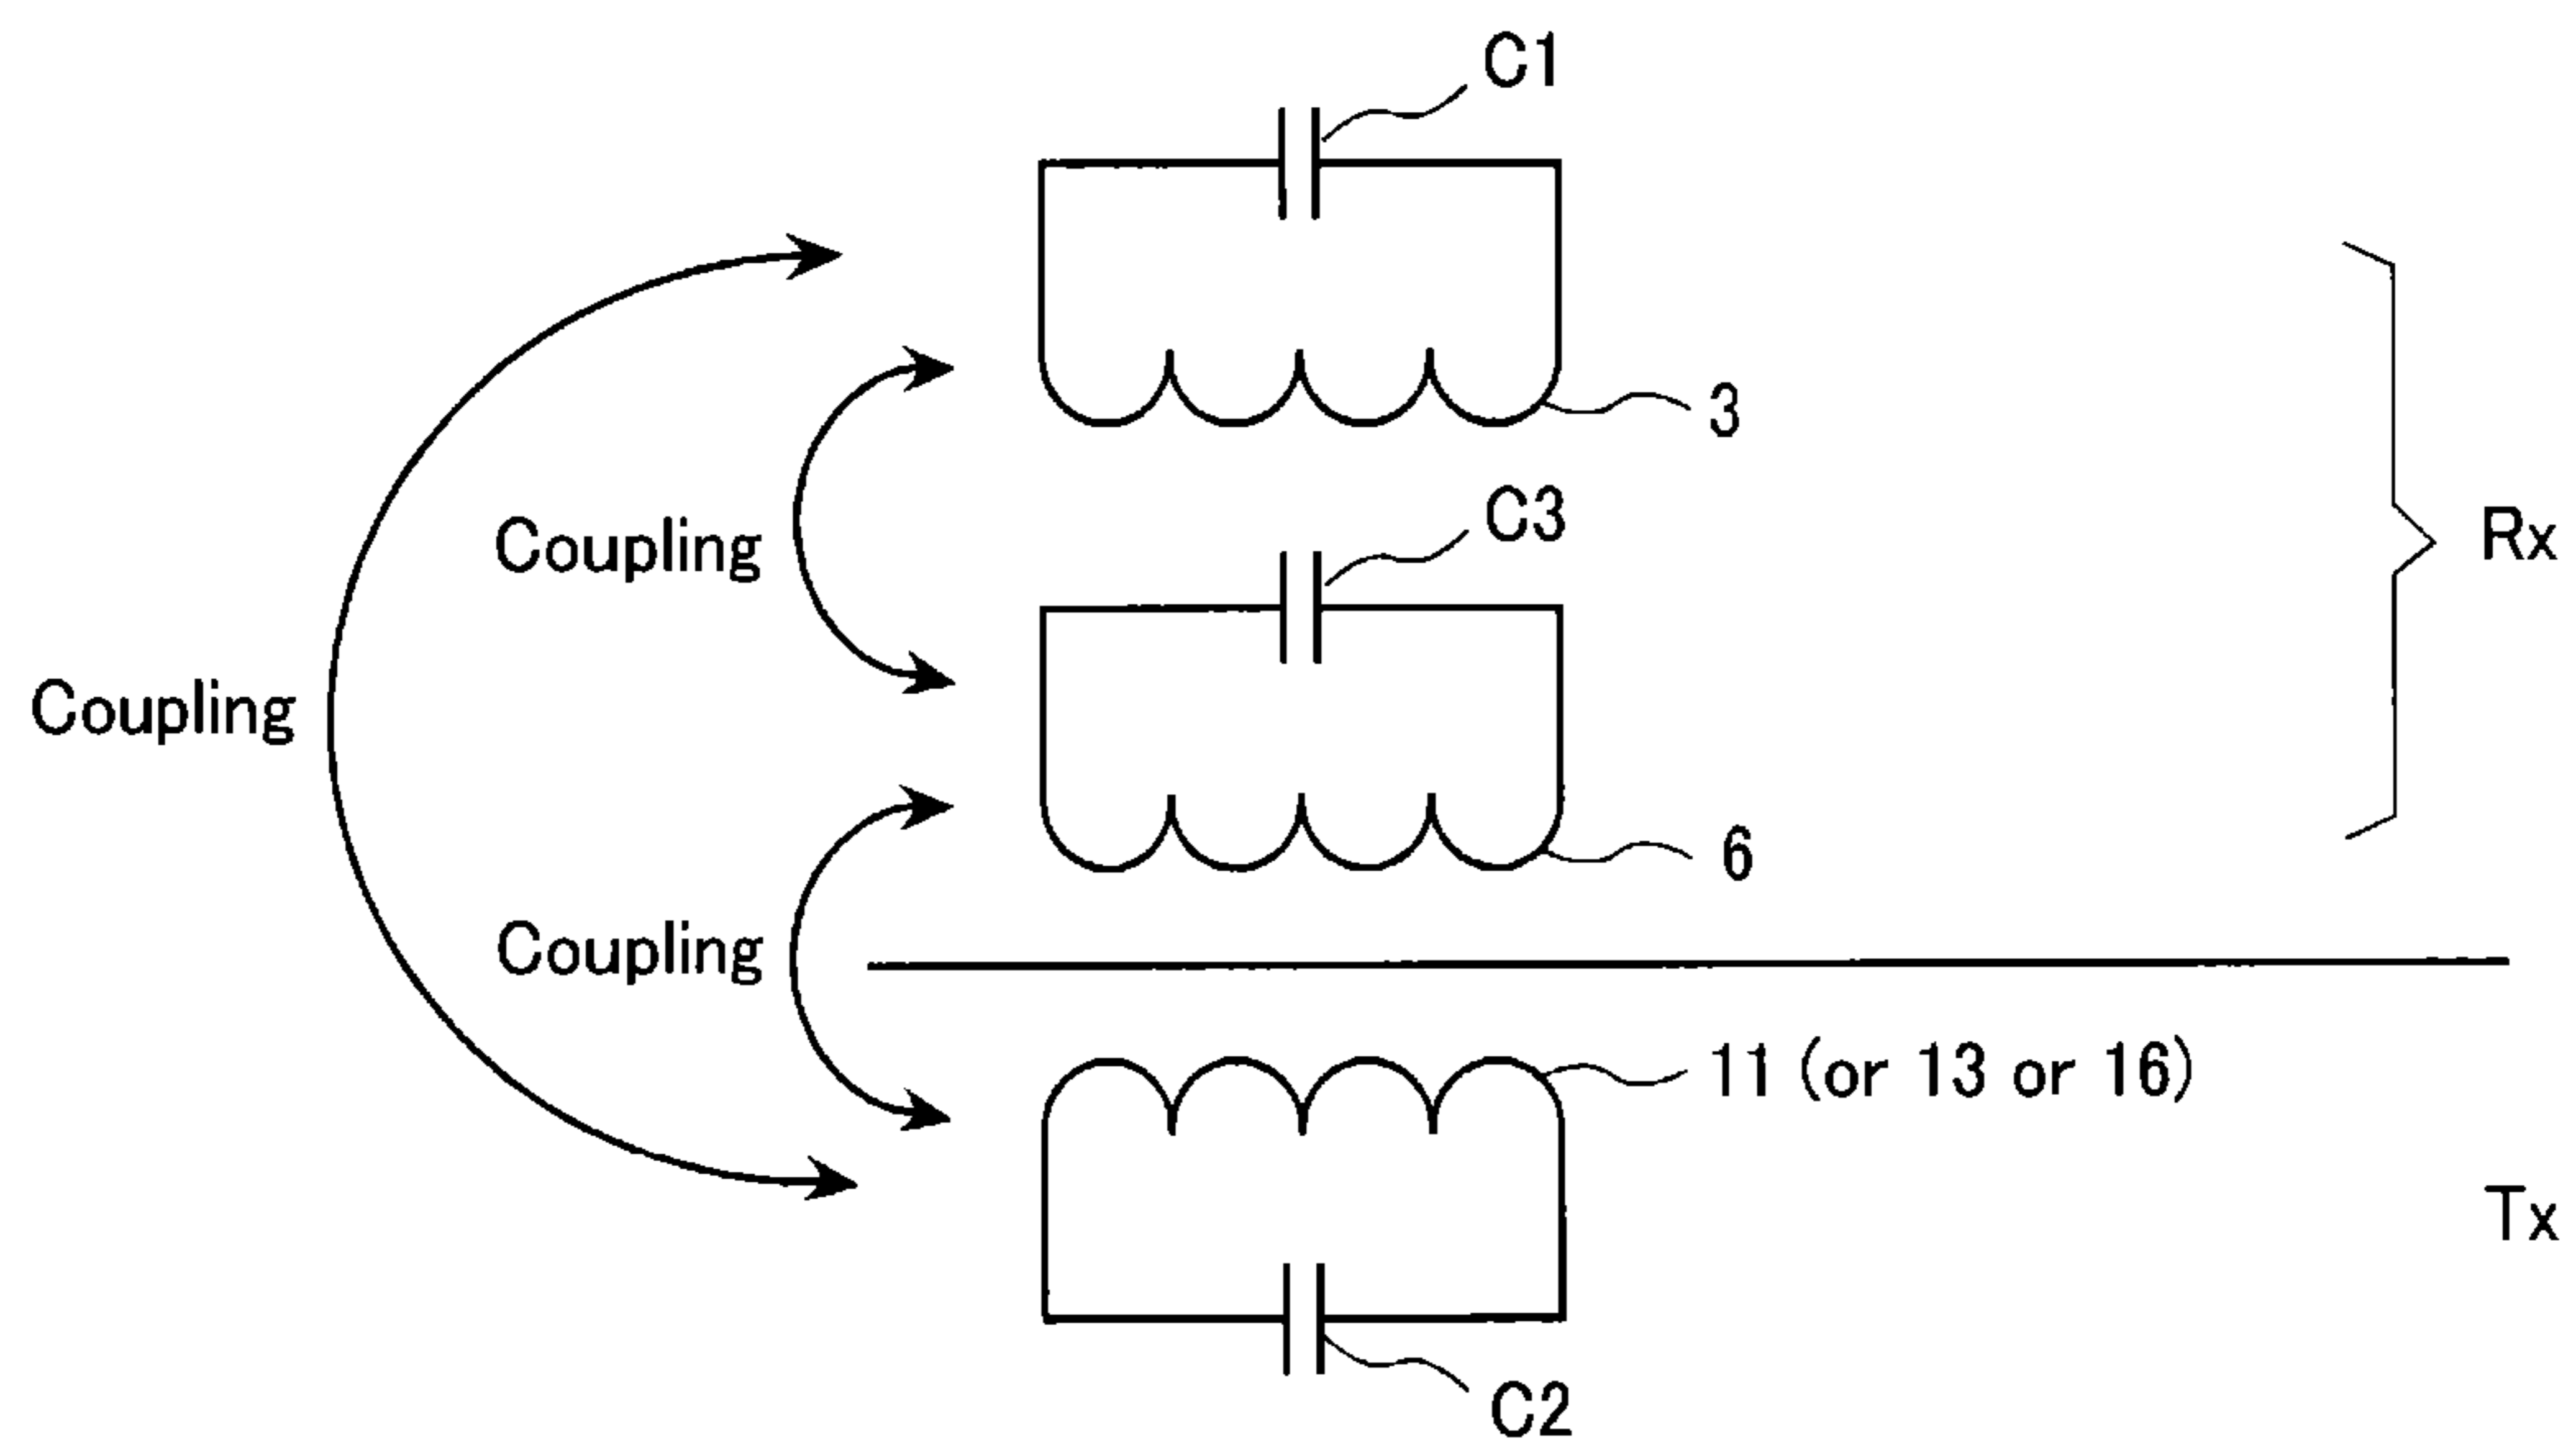 C1
3
Coupling
C3
Rx
Coupling
6
Coupling
11 (or 13 or 16)
Tx
C2